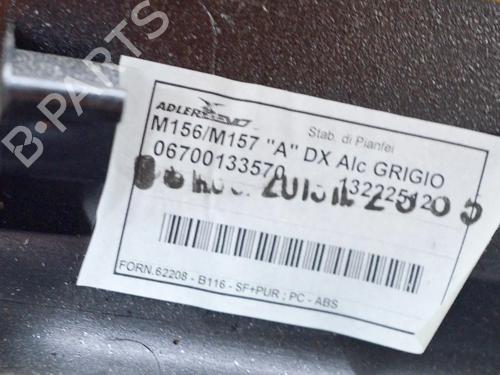 B-PARTS
ADLER EVO
Stab. di Pianfei
M156/M157 "A" DX Alc GRIGIO
06700133570
132225120
FORN.62208 - B116 - SF+PUR ; PC - ABS